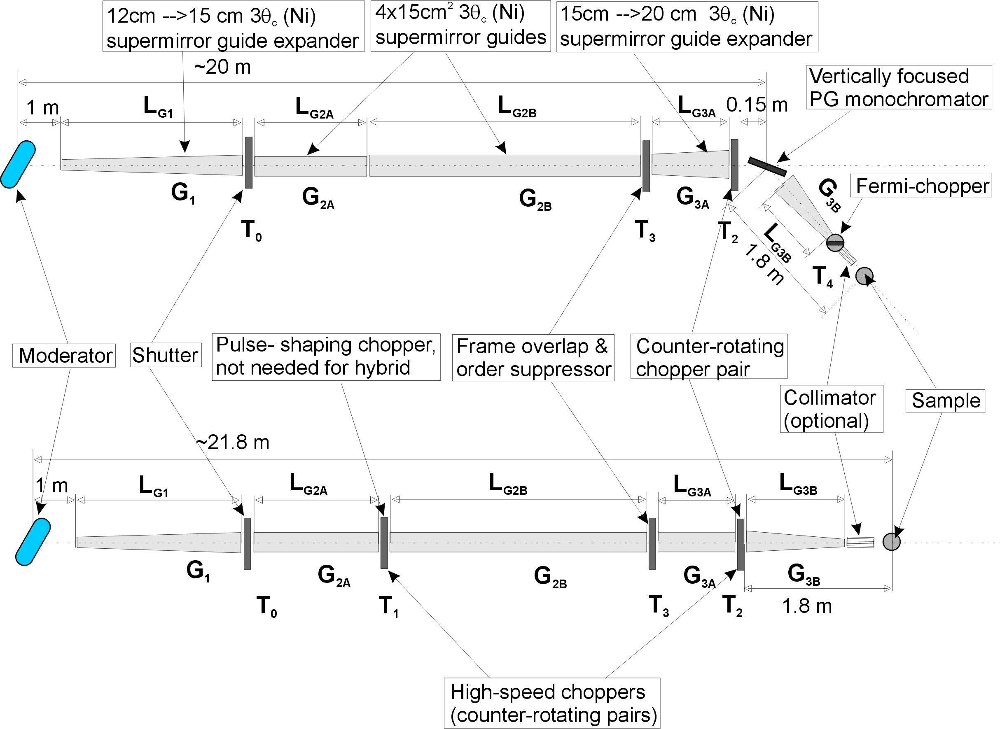 12cm -->15 cm 3θc (Ni)
supermirror guide expander
4x15cm² 3θc (Ni)
supermirror guides
15cm -->20 cm 3θc (Ni)
supermirror guide expander
~20 m
Vertically focused
PG monochromator
1 m
LG1
LG2A
LG2B
LG3A
0.15 m
G1
G2A
G2B
G3A
G3B
Fermi-chopper
T0
T3
T2
LG3B
1.8 m
T4
Moderator
Shutter
Pulse- shaping chopper,
not needed for hybrid
Frame overlap &
order suppressor
Counter-rotating
chopper pair
Collimator
(optional)
Sample
~21.8 m
1 m
LG1
LG2A
LG2B
LG3A
LG3B
G1
G2A
G2B
G3A
G3B
T0
T1
T3
T2
1.8 m
High-speed choppers
(counter-rotating pairs)